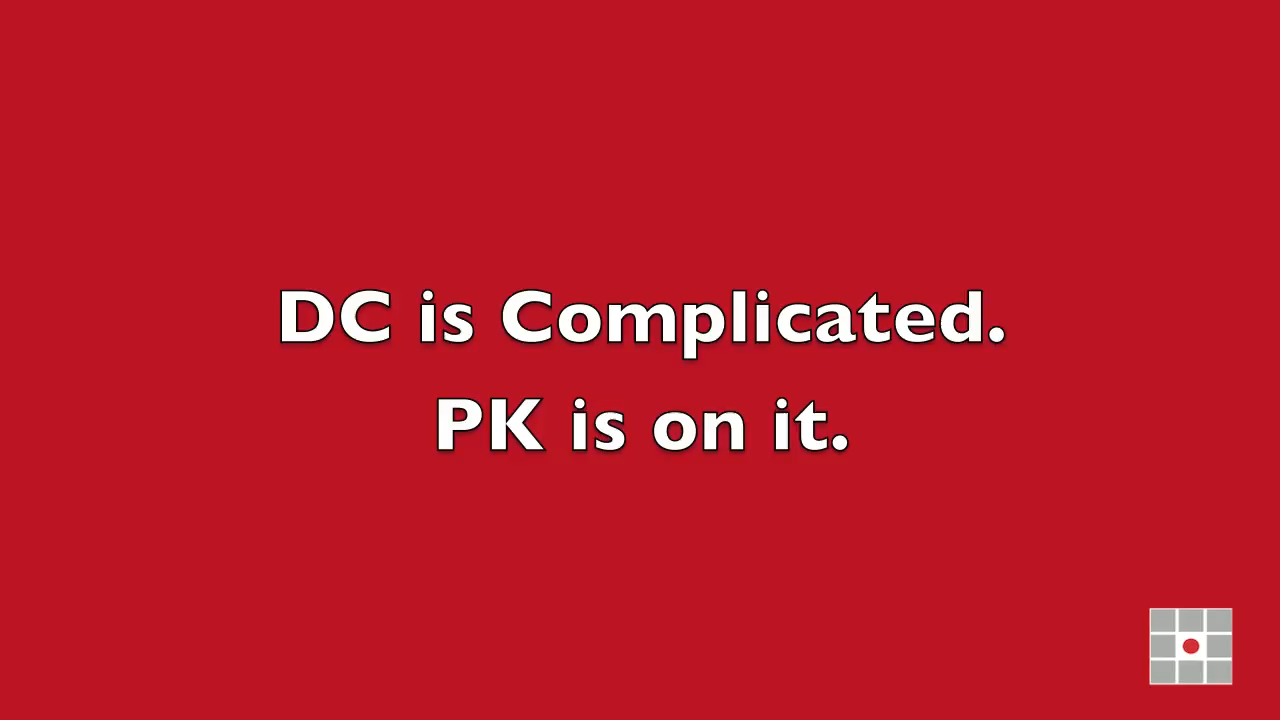 DC is Complicated.
PK is on it.